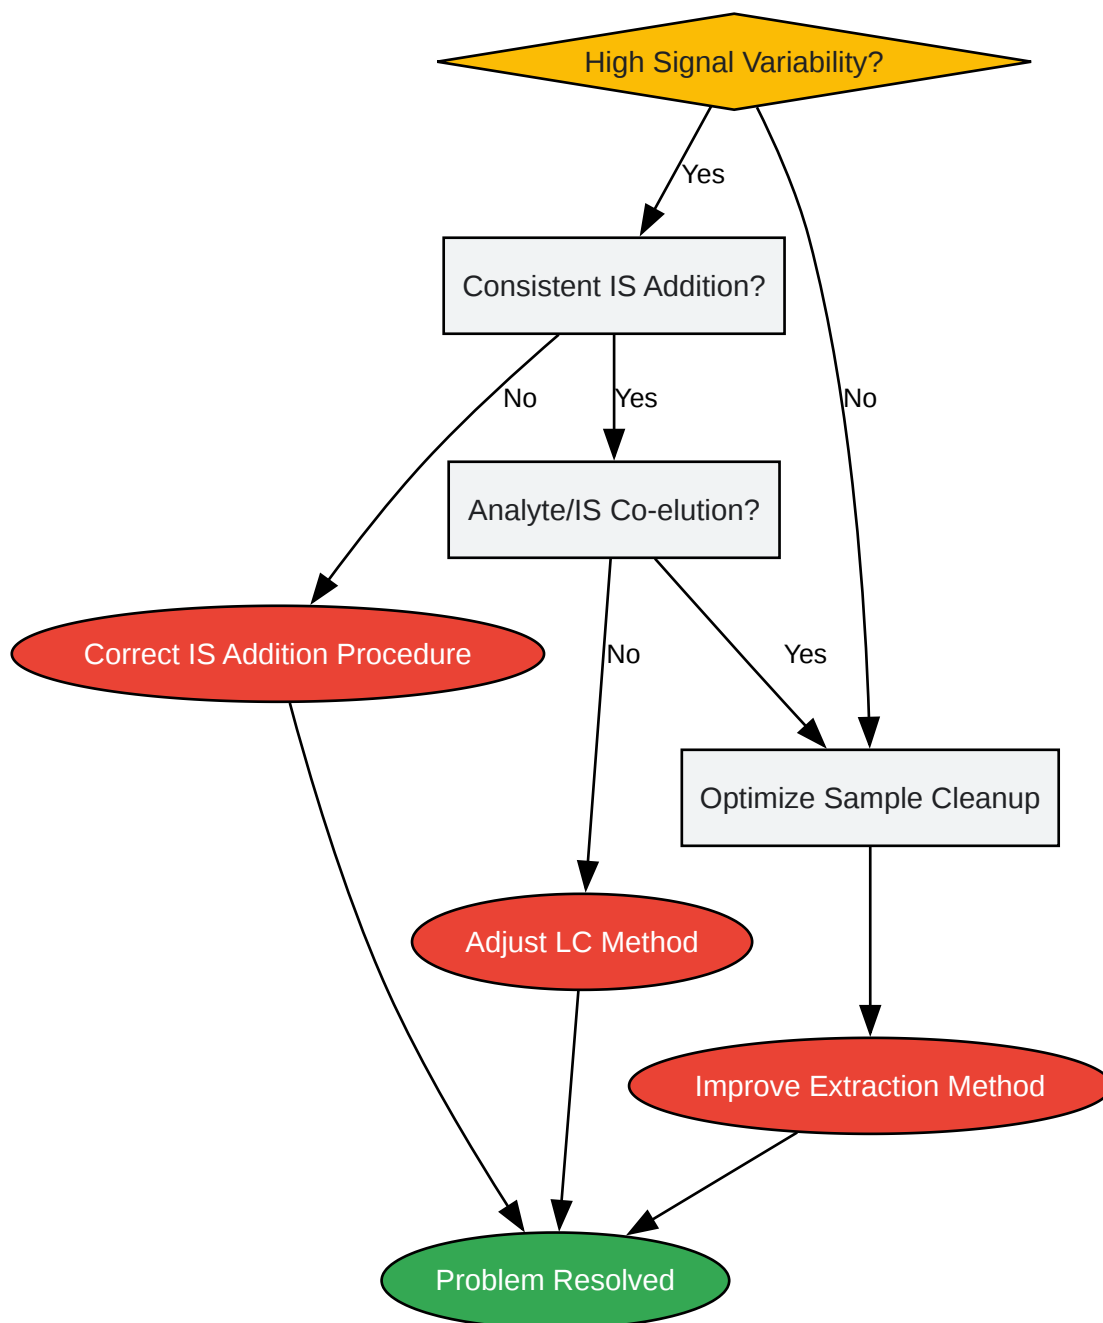 High Signal Variability?
Yes
Consistent IS Addition?
No
Yes
No
Analyte/IS Co-elution?
Correct IS Addition Procedure
No
Yes
Optimize Sample Cleanup
Adjust LC Method
Improve Extraction Method
Problem Resolved